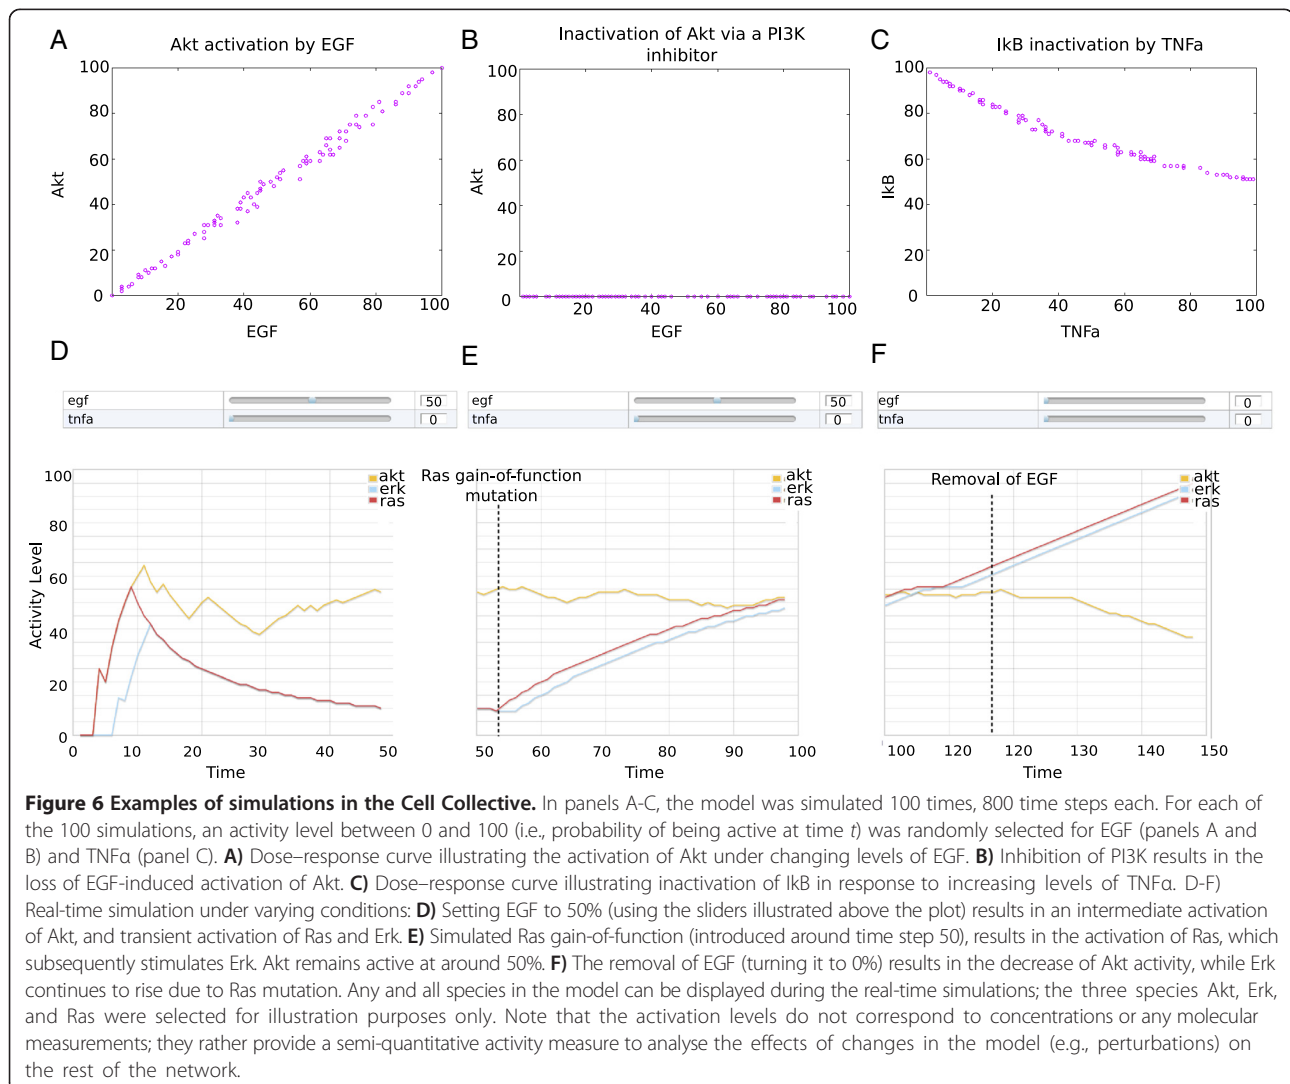 A
Akt activation by EGF
100
80
60
40
20
0
Akt
20
40
60
80
100
EGF
B
Inactivation of Akt via a PI3K
inhibitor
100
80
60
40
20
0
Akt
20
40
60
80
100
EGF
C
IkB inactivation by TNFa
100
80
60
40
20
0
IkB
20
40
60
80
100
TNFa
D
egf
50
tnfa
0
100
80
60
40
20
0
Activity Level
akt
erk
ras
0
10
20
30
40
50
Time
E
egf
50
tnfa
0
Ras gain-of-function
mutation
akt
erk
ras
50
60
70
80
90
100
Time
F
egf
0
tnfa
0
Removal of EGF
akt
erk
ras
100
120
120
130
140
150
Time
Figure 6 Examples of simulations in the Cell Collective. In panels A-C, the model was simulated 100 times, 800 time steps each. For each of
the 100 simulations, an activity level between 0 and 100 (i.e., probability of being active at time t) was randomly selected for EGF (panels A and
B) and TNFα (panel C). A) Dose–response curve illustrating the activation of Akt under changing levels of EGF. B) Inhibition of PI3K results in the
loss of EGF-induced activation of Akt. C) Dose–response curve illustrating inactivation of IkB in response to increasing levels of TNFα. D-F)
Real-time simulation under varying conditions: D) Setting EGF to 50% (using the sliders illustrated above the plot) results in an intermediate activation
of Akt, and transient activation of Ras and Erk. E) Simulated Ras gain-of-function (introduced around time step 50), results in the activation of Ras, which
subsequently stimulates Erk. Akt remains active at around 50%. F) The removal of EGF (turning it to 0%) results in the decrease of Akt activity, while Erk
continues to rise due to Ras mutation. Any and all species in the model can be displayed during the real-time simulations; the three species Akt, Erk,
and Ras were selected for illustration purposes only. Note that the activation levels do not correspond to concentrations or any molecular
measurements; they rather provide a semi-quantitative activity measure to analyse the effects of changes in the model (e.g., perturbations) on
the rest of the network.